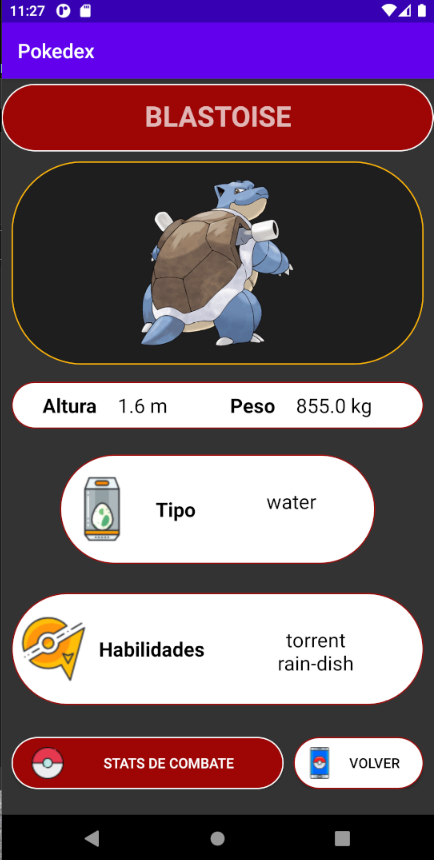 11:27
Pokedex
BLASTOISE
Altura 1.6 m Peso 855.0 kg
Tipo water
Habilidades torrent
rain-dish
STATS DE COMBATE VOLVER